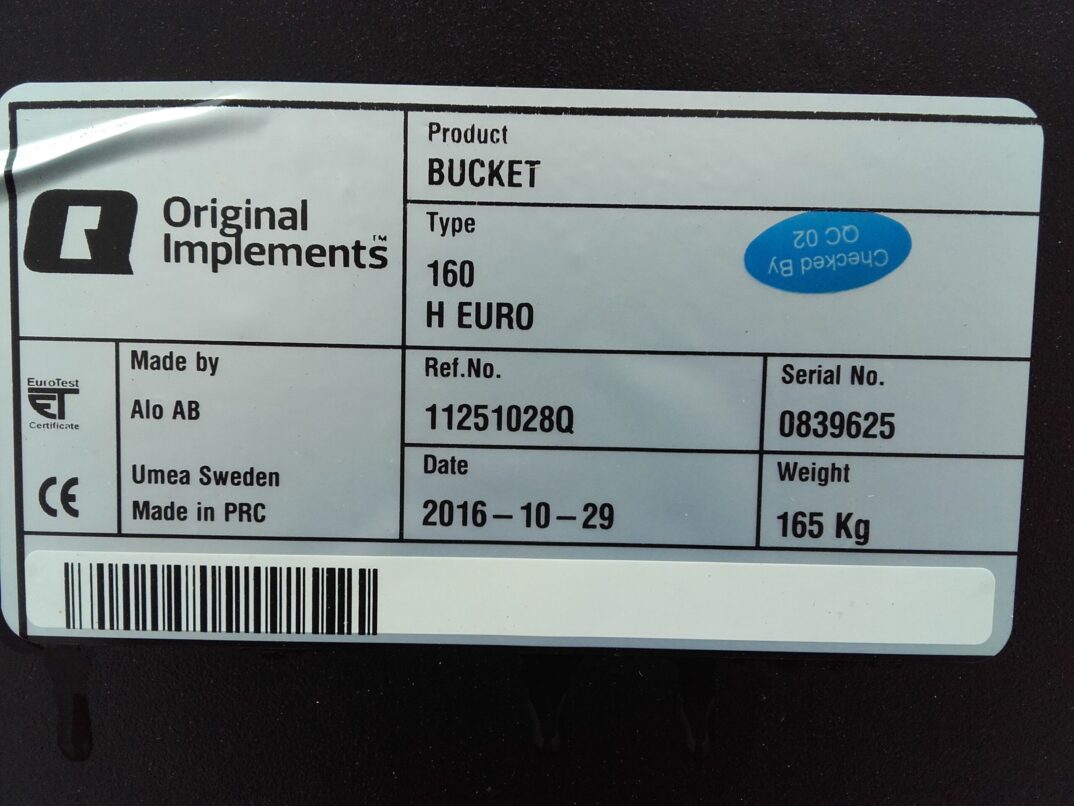 Original
Implements™
Product
BUCKET
Type
160
H EURO
Checked By
QC 02
EuroTest
ET
Certificate
CE
Made by
Alo AB
Umea Sweden
Made in PRC
Ref.No.
11251028Q
Serial No.
0839625
Date
2016-10-29
Weight
165 Kg